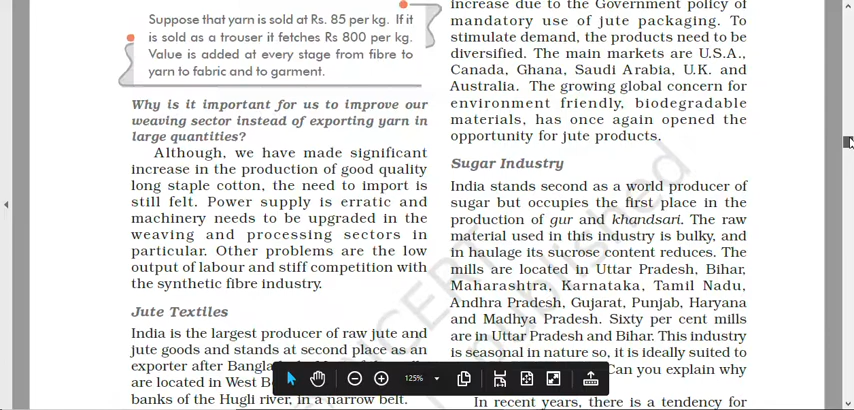 Suppose that yarn is sold at Rs. 85 per kg. If it
is sold as a trouser it fetches Rs 800 per kg.
Value is added at every stage from fibre to
yarn to fabric and to garment.
Why is it important for us to improve our
weaving sector instead of exporting yarn in
large quantities?
Although, we have made significant
increase in the production of good quality
long staple cotton, the need to import is
still felt. Power supply is erratic and
machinery needs to be upgraded in the
weaving and processing sectors in
particular. Other problems are the low
output of labour and stiff competition with
the synthetic fibre industry.
Jute Textiles
India is the largest producer of raw jute and
jute goods and stands at second place as an
exporter after
are located in West
banks of the Hugli river, in a narrow belt.
increase due to the Government policy of
mandatory use of jute packaging. To
stimulate demand, the products need to be
diversified. The main markets are U.S.A.,
Canada, Ghana, Saudi Arabia, U.K. and
Australia. The growing global concern for
environment friendly, biodegradable
materials, has once again opened the
opportunity for jute products.
Sugar Industry
India stands second as a world producer of
sugar but occupies the first place in the
production of gur and khandsari. The raw
material used in this industry is bulky, and
in haulage its sucrose content reduces. The
mills are located in Uttar Pradesh, Bihar,
Maharashtra, Karnataka, Tamil Nadu,
Andhra Pradesh, Gujarat, Punjab, Haryana
and Madhya Pradesh. Sixty per cent mills
are in Uttar Pradesh and Bihar. This industry
is seasonal in nature so, it is ideally suited to
Can you explain why
In recent years, there is a tendency for
125%